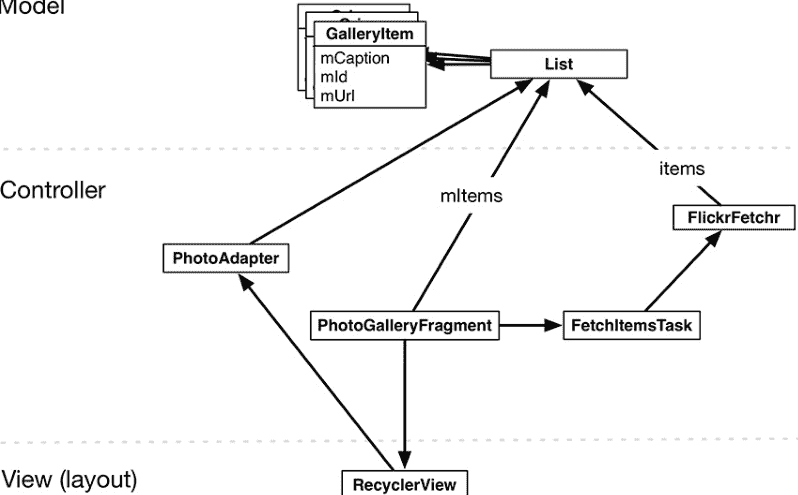 Model
GalleryItem
mCaption
mId
mUrl
List
Controller
mItems
items
FlickrFetchr
PhotoAdapter
PhotoGalleryFragment
FetchItemsTask
View (layout)
RecyclerView